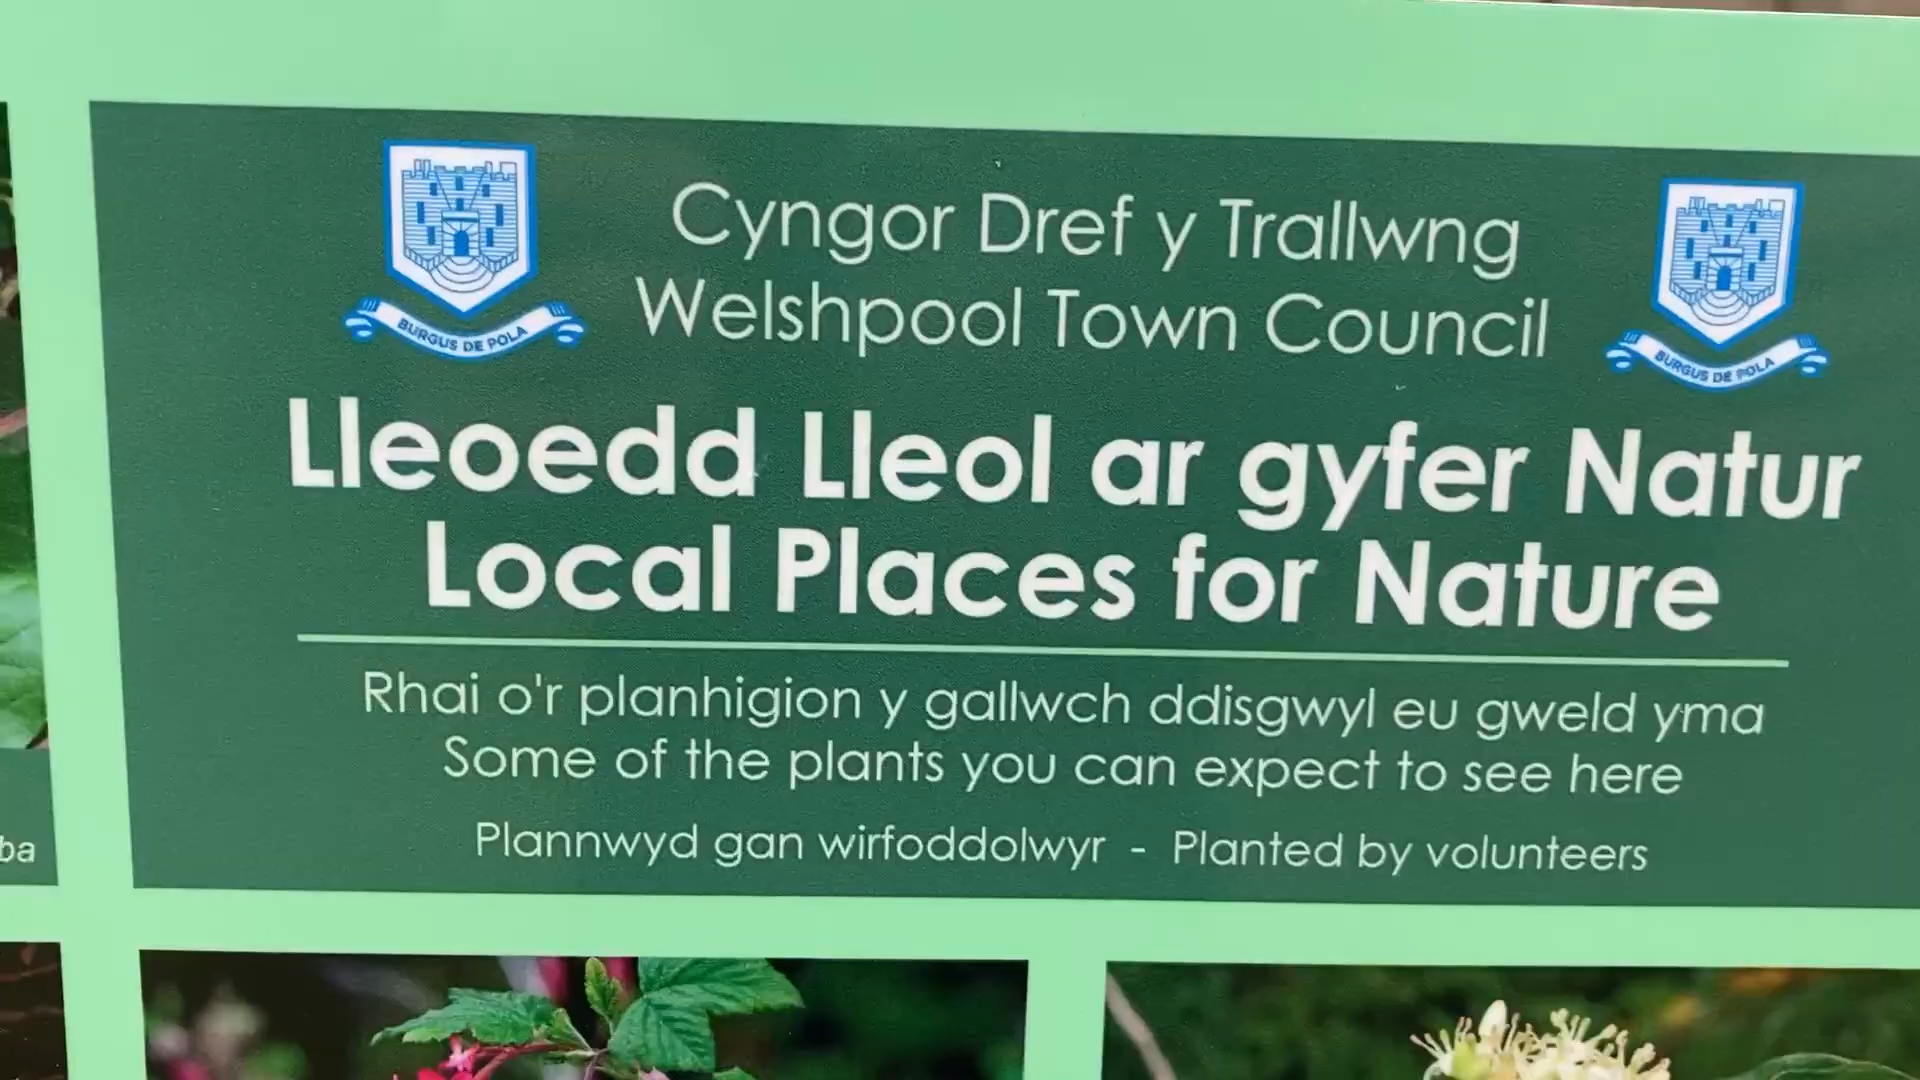 Cyngor Dref y Trallwng
Welshpool Town Council
BURGUS DE POLA
BURGUS DE POLA
Lleoedd Lleol ar gyfer Natur
Local Places for Nature
Rhai o'r planhigion y gallwch ddisgwyl eu gweld yma
Some of the plants you can expect to see here
Plannwyd gan wirfoddolwyr - Planted by volunteers